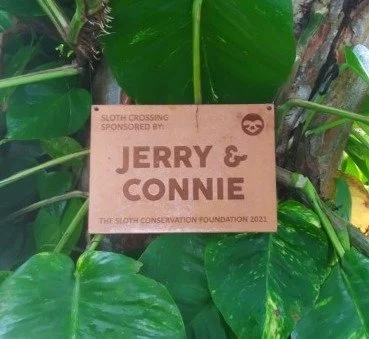 SLOTH CROSSING
SPONSORED BY:
JERRY &
CONNIE
THE SLOTH CONSERVATION FOUNDATION 2021